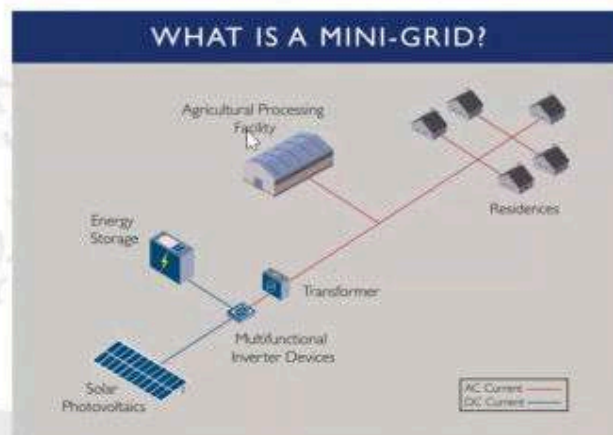 WHAT IS A MINI-GRID?
Agricultural Processing
Facility
Residences
Energy
Storage
Transformer
Multifunctional
Inverter Devices
Solar
Photovoltaics
AC Current
DC Current